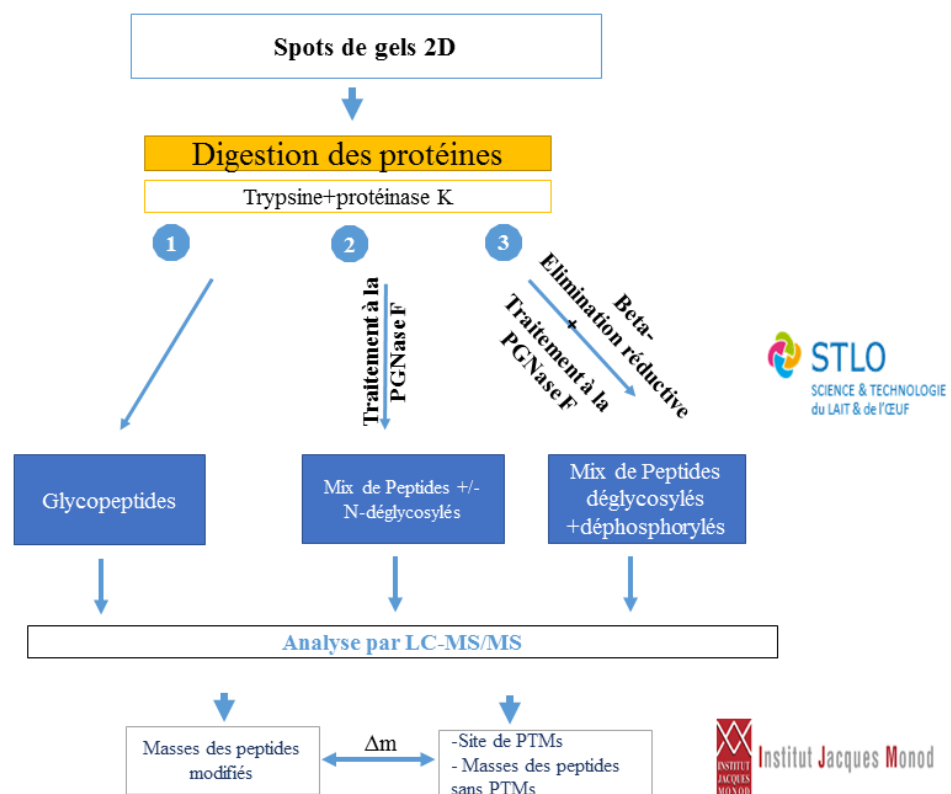 Spots de gels 2D
Digestion des protéines
Trypsine+protéinase K
1
2
3
Traitement à la
PGNase F
Beta-
Elimination réductive
+
Traitement à la
PGNase F
STLO
SCIENCE & TECHNOLOGIE
du LAIT & de l'ŒUF
Glycopeptides
Mix de Peptides +/-
N-déglycosylés
Mix de Peptides
déglycosylés
+déphosphorylés
Analyse par LC-MS/MS
Masses des peptides
modifiés
Δm
-Site de PTMs
- Masses des peptides
sans PTMs
INSTITUT
JACQUES
MONOD
Institut Jacques Monod